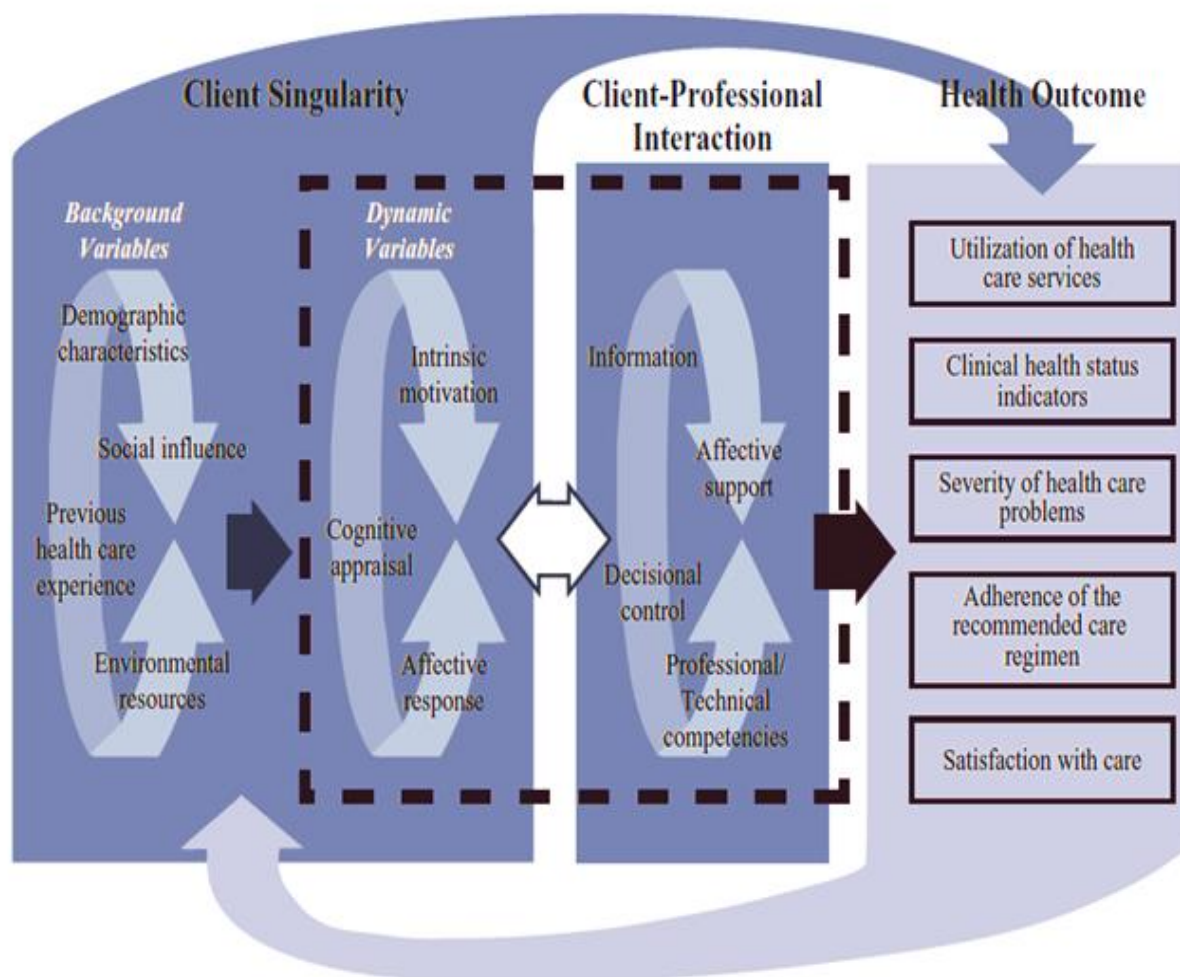 Client Singularity
Client-Professional
Interaction
Health Outcome
Background
Variables
Demographic
characteristics
Social influence
Previous
health care
experience
Environmental
resources
Dynamic
Variables
Intrinsic
motivation
Cognitive
appraisal
Affective
response
Information
Affective
support
Decisional
control
Professional/
Technical
competencies
Utilization of health
care services
Clinical health status
indicators
Severity of health care
problems
Adherence of the
recommended care
regimen
Satisfaction with care